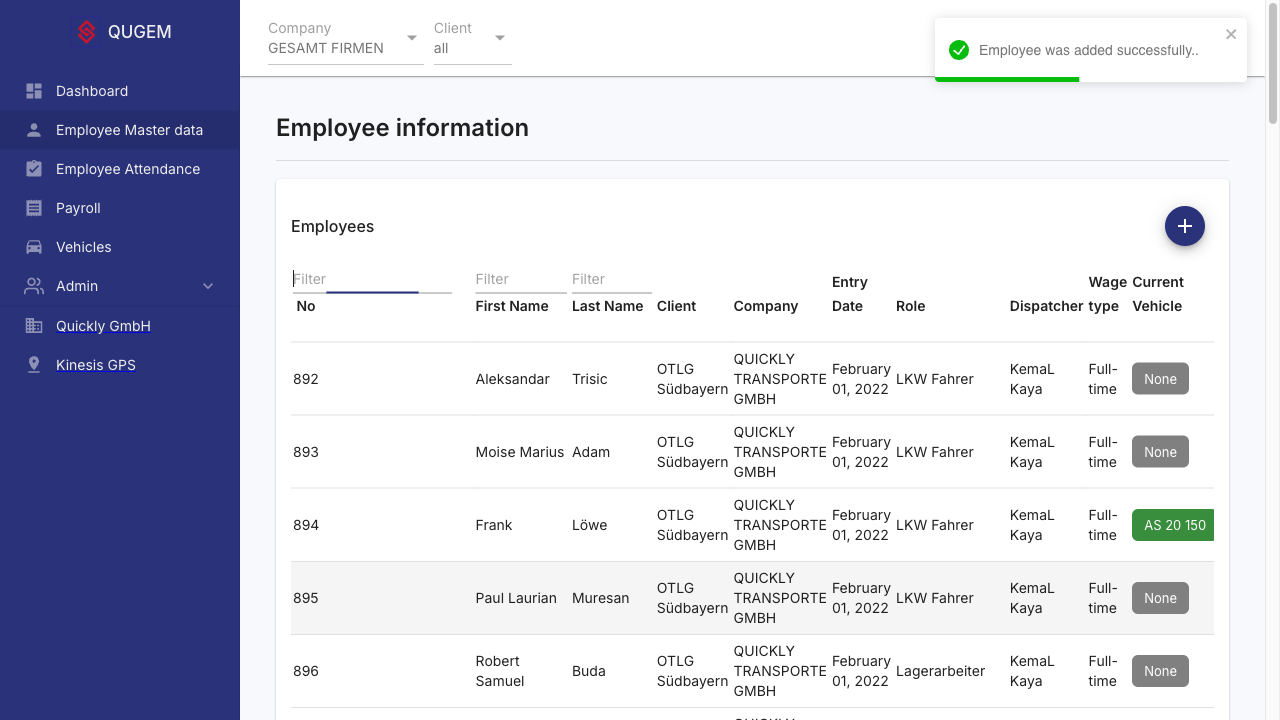 QUGEM
Dashboard
Employee Master data
Employee Attendance
Payroll
Vehicles
Admin
Quickly GmbH
Kinesis GPS
Company
GESAMT FIRMEN
Client
all
Employee was added successfully..
Employee information
Employees
Filter
No
Filter
First Name
Filter
Last Name
Client
Company
Entry
Date
Role
Dispatcher
Wage
type
Current
Vehicle
892
Aleksandar
Trisic
OTLG
Südbayern
QUICKLY
TRANSPORTE
GMBH
February
01, 2022
LKW Fahrer
KemaL
Kaya
Full-
time
None
893
Moise Marius
Adam
OTLG
Südbayern
QUICKLY
TRANSPORTE
GMBH
February
01, 2022
LKW Fahrer
KemaL
Kaya
Full-
time
None
894
Frank
Löwe
OTLG
Südbayern
QUICKLY
TRANSPORTE
GMBH
February
01, 2022
LKW Fahrer
KemaL
Kaya
Full-
time
AS 20 150
895
Paul Laurian
Muresan
OTLG
Südbayern
QUICKLY
TRANSPORTE
GMBH
February
01, 2022
LKW Fahrer
KemaL
Kaya
Full-
time
None
896
Robert
Samuel
Buda
OTLG
Südbayern
QUICKLY
TRANSPORTE
GMBH
February
01, 2022
Lagerarbeiter
KemaL
Kaya
Full-
time
None